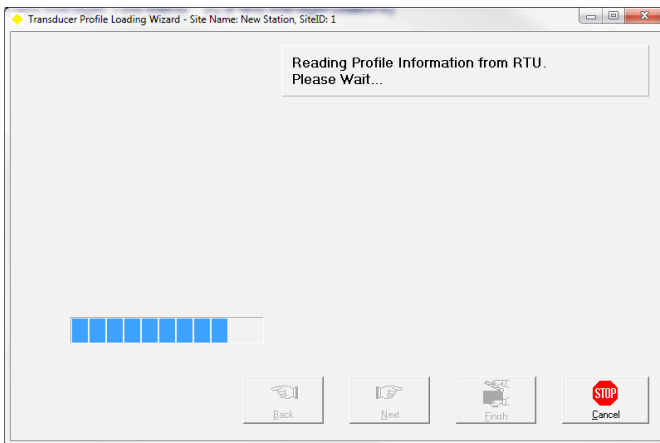 Transducer Profile Loading Wizard - Site Name: New Station, SiteID: 1
Reading Profile Information from RTU.
Please Wait...
Back
Next
Finish
STOP
Cancel